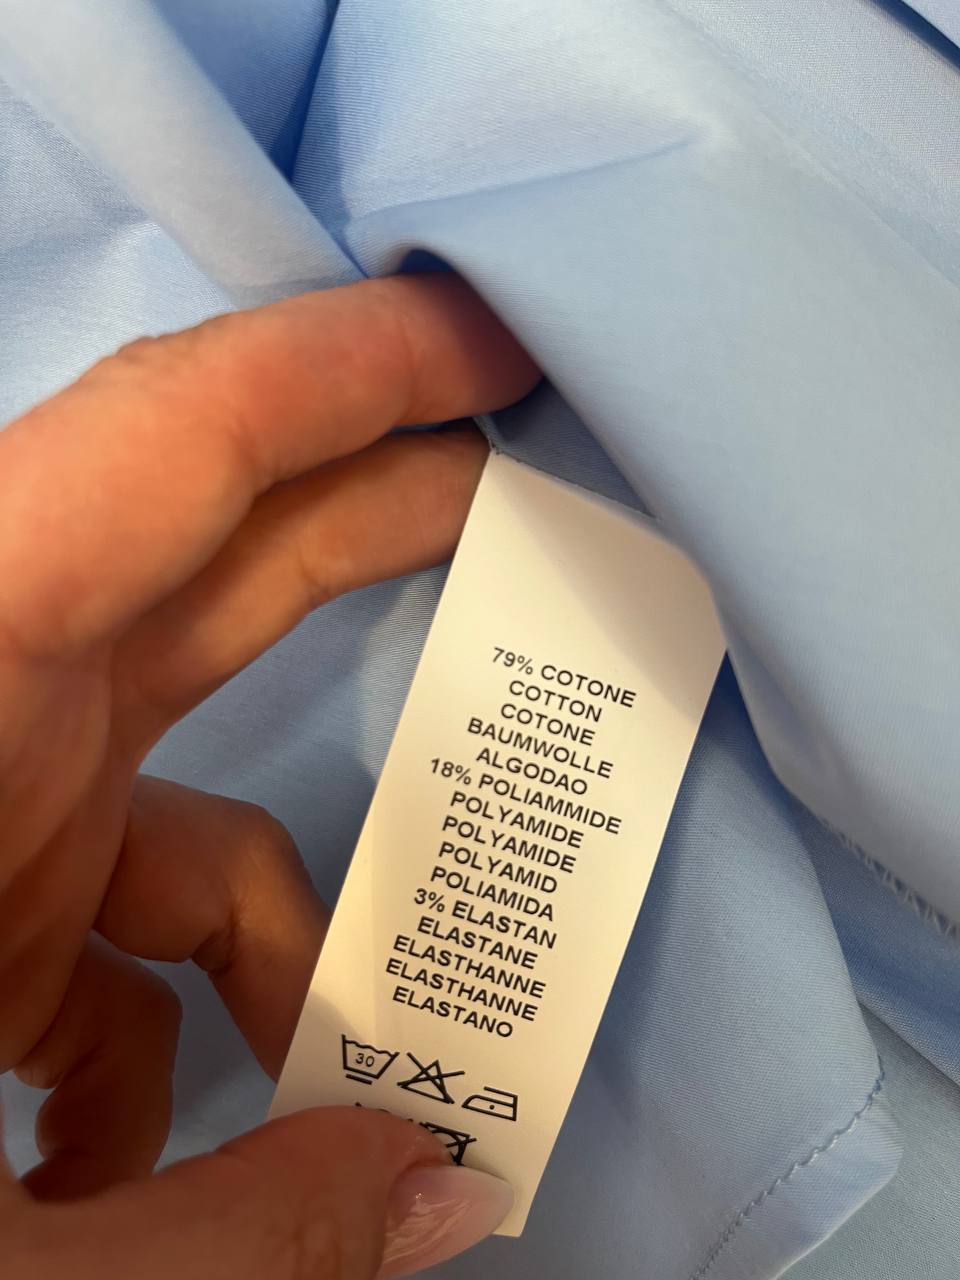 79% COTONE
COTTON
COTONE
BAUMWOLLE
ALGODAO
18% POLIAMMIDE
POLYAMIDE
POLYAMIDE
POLYAMID
POLIAMIDA
3% ELASTAN
ELASTANE
ELASTHANNE
ELASTHANNE
ELASTANO
30